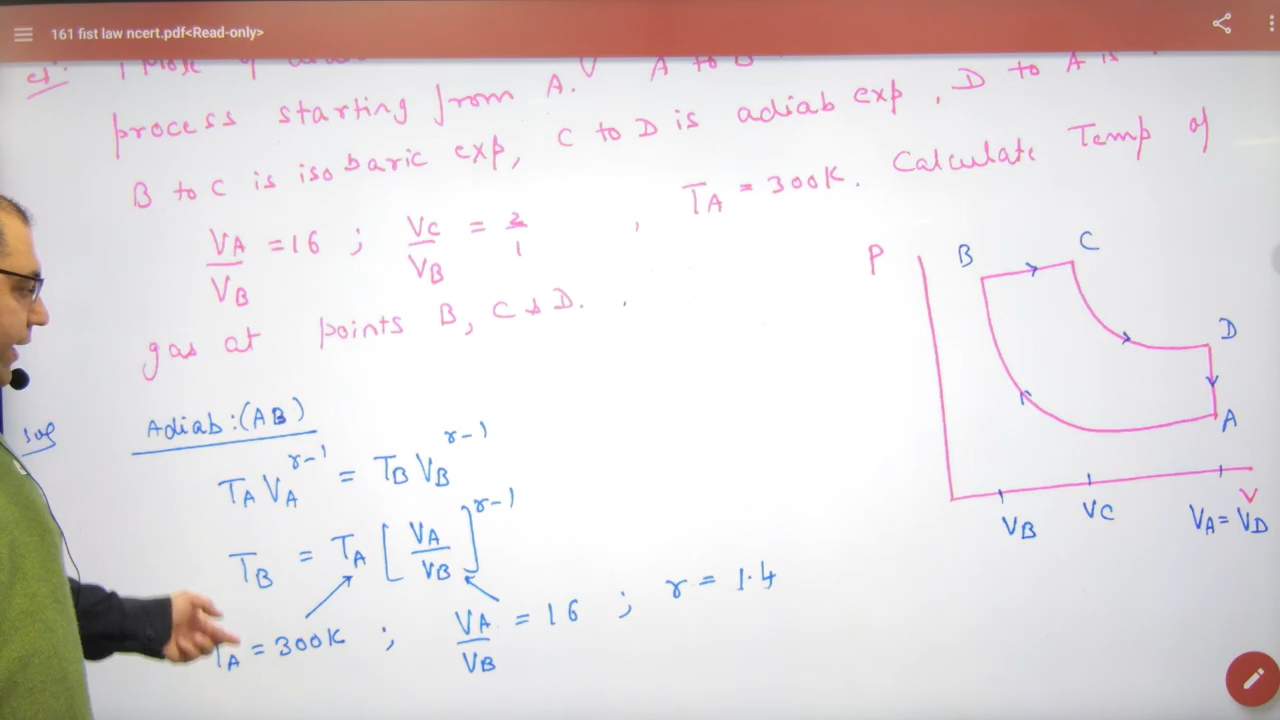 161 fist law ncert.pdf<Read-only>
process starting from A. A to
B to C is isobaric exp, C to D is adiab exp, D to A is
VA/VB = 16 ; VC/VB = 2/1 , TA = 300K. Calculate Temp of
gas at points B, C & D.
P B C D A
VB VC VA = VD V
Sol
Adiab:(AB)
TA VA^γ-1 = TB VB^γ-1
TB = TA [VA/VB]^γ-1
TA = 300K ; VA/VB = 16 ; γ = 1.4